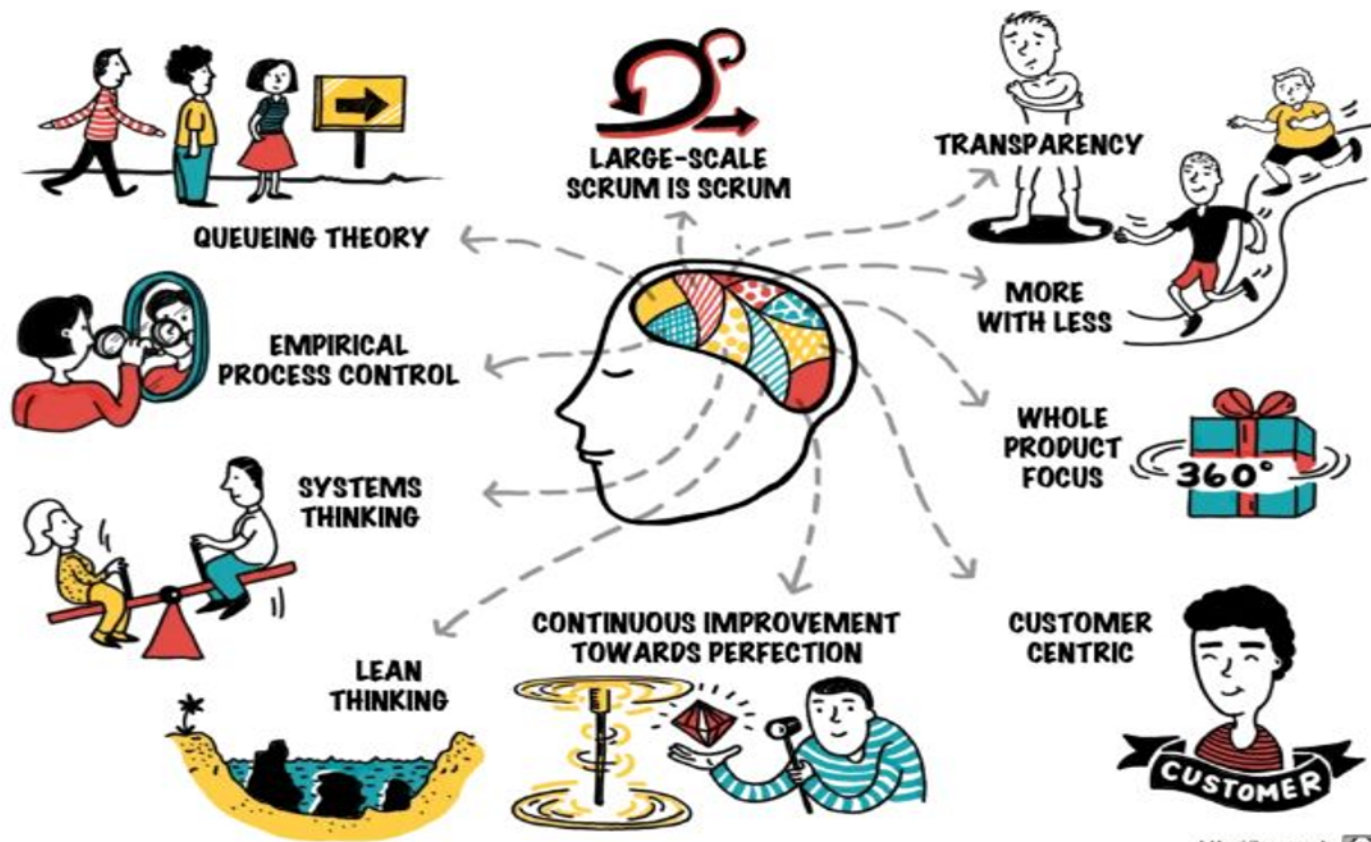 LARGE-SCALE
SCRUM IS SCRUM
TRANSPARENCY
QUEUEING THEORY
MORE
WITH LESS
EMPIRICAL
PROCESS CONTROL
WHOLE
PRODUCT
FOCUS
360°
SYSTEMS
THINKING
CONTINUOUS IMPROVEMENT
TOWARDS PERFECTION
CUSTOMER
CENTRIC
LEAN
THINKING
CUSTOMER